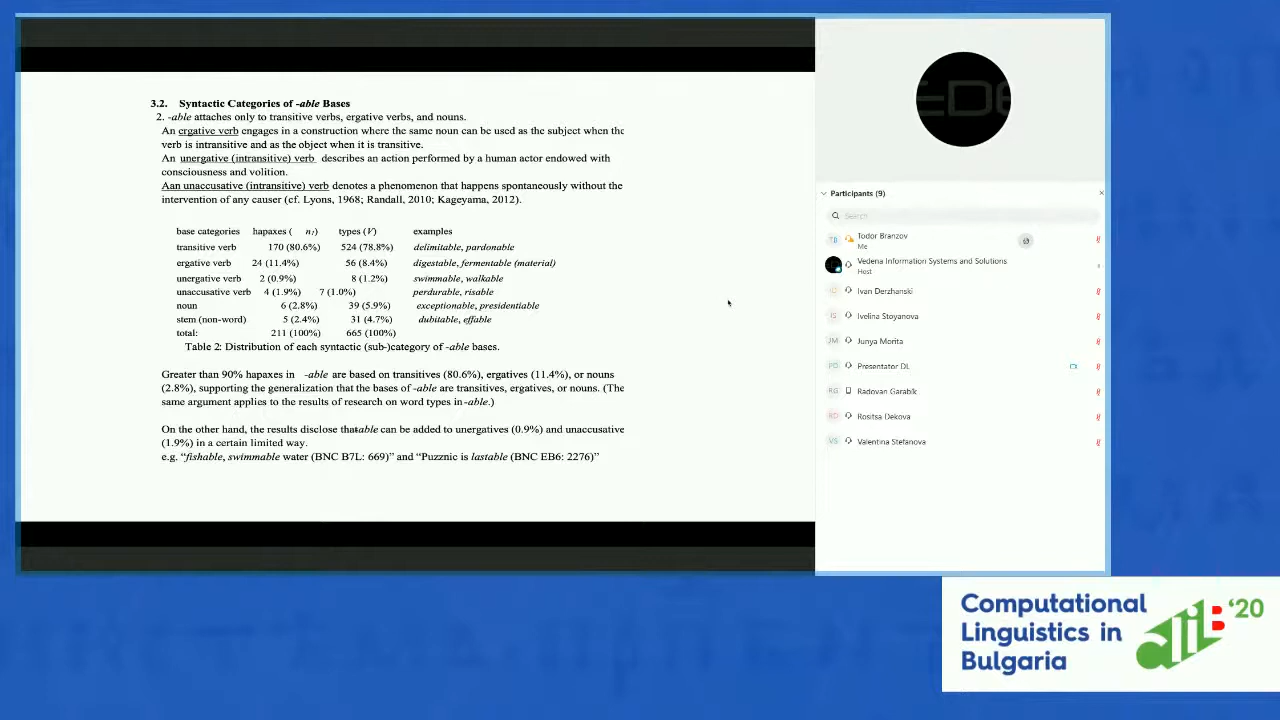 3.2. Syntactic Categories of -able Bases
2. -able attaches only to transitive verbs, ergative verbs, and nouns.
An ergative verb engages in a construction where the same noun can be used as the subject when the
verb is intransitive and as the object when it is transitive.
An unergative (intransitive) verb describes an action performed by a human actor endowed with
consciousness and volition.
Aan unaccusative (intransitive) verb denotes a phenomenon that happens spontaneously without the
intervention of any causer (cf. Lyons, 1968; Randall, 2010; Kageyama, 2012).
base categories hapaxes ( n1) types (V) examples
transitive verb 170 (80.6%) 524 (78.8%) delimitable, pardonable
ergative verb 24 (11.4%) 56 (8.4%) digestable, fermentable (material)
unergative verb 2 (0.9%) 8 (1.2%) swimmable, walkable
unaccusative verb 4 (1.9%) 7 (1.0%) perdurable, risable
noun 6 (2.8%) 39 (5.9%) exceptionable, presidentiable
stem (non-word) 5 (2.4%) 31 (4.7%) dubitable, effable
total: 211 (100%) 665 (100%)
Table 2: Distribution of each syntactic (sub-)category of -able bases.
Greater than 90% hapaxes in -able are based on transitives (80.6%), ergatives (11.4%), or nouns
(2.8%), supporting the generalization that the bases of -able are transitives, ergatives, or nouns. (The
same argument applies to the results of research on word types in -able.)
On the other hand, the results disclose that -able can be added to unergatives (0.9%) and unaccusative
(1.9%) in a certain limited way.
e.g. "fishable, swimmable water (BNC B7L: 669)" and "Puzznic is lastable (BNC EB6: 2276)"
Participants (9)
Search
TB Todor Branzov
Me
Vedena Information Systems and Solutions
Host
Ivan Derzhanski
IS Ivelina Stoyanova
JM Junya Morita
PD Presentator DL
RG Radovan Garabík
RD Rositsa Dekova
VS Valentina Stefanova
Computational
Linguistics in
Bulgaria
'20